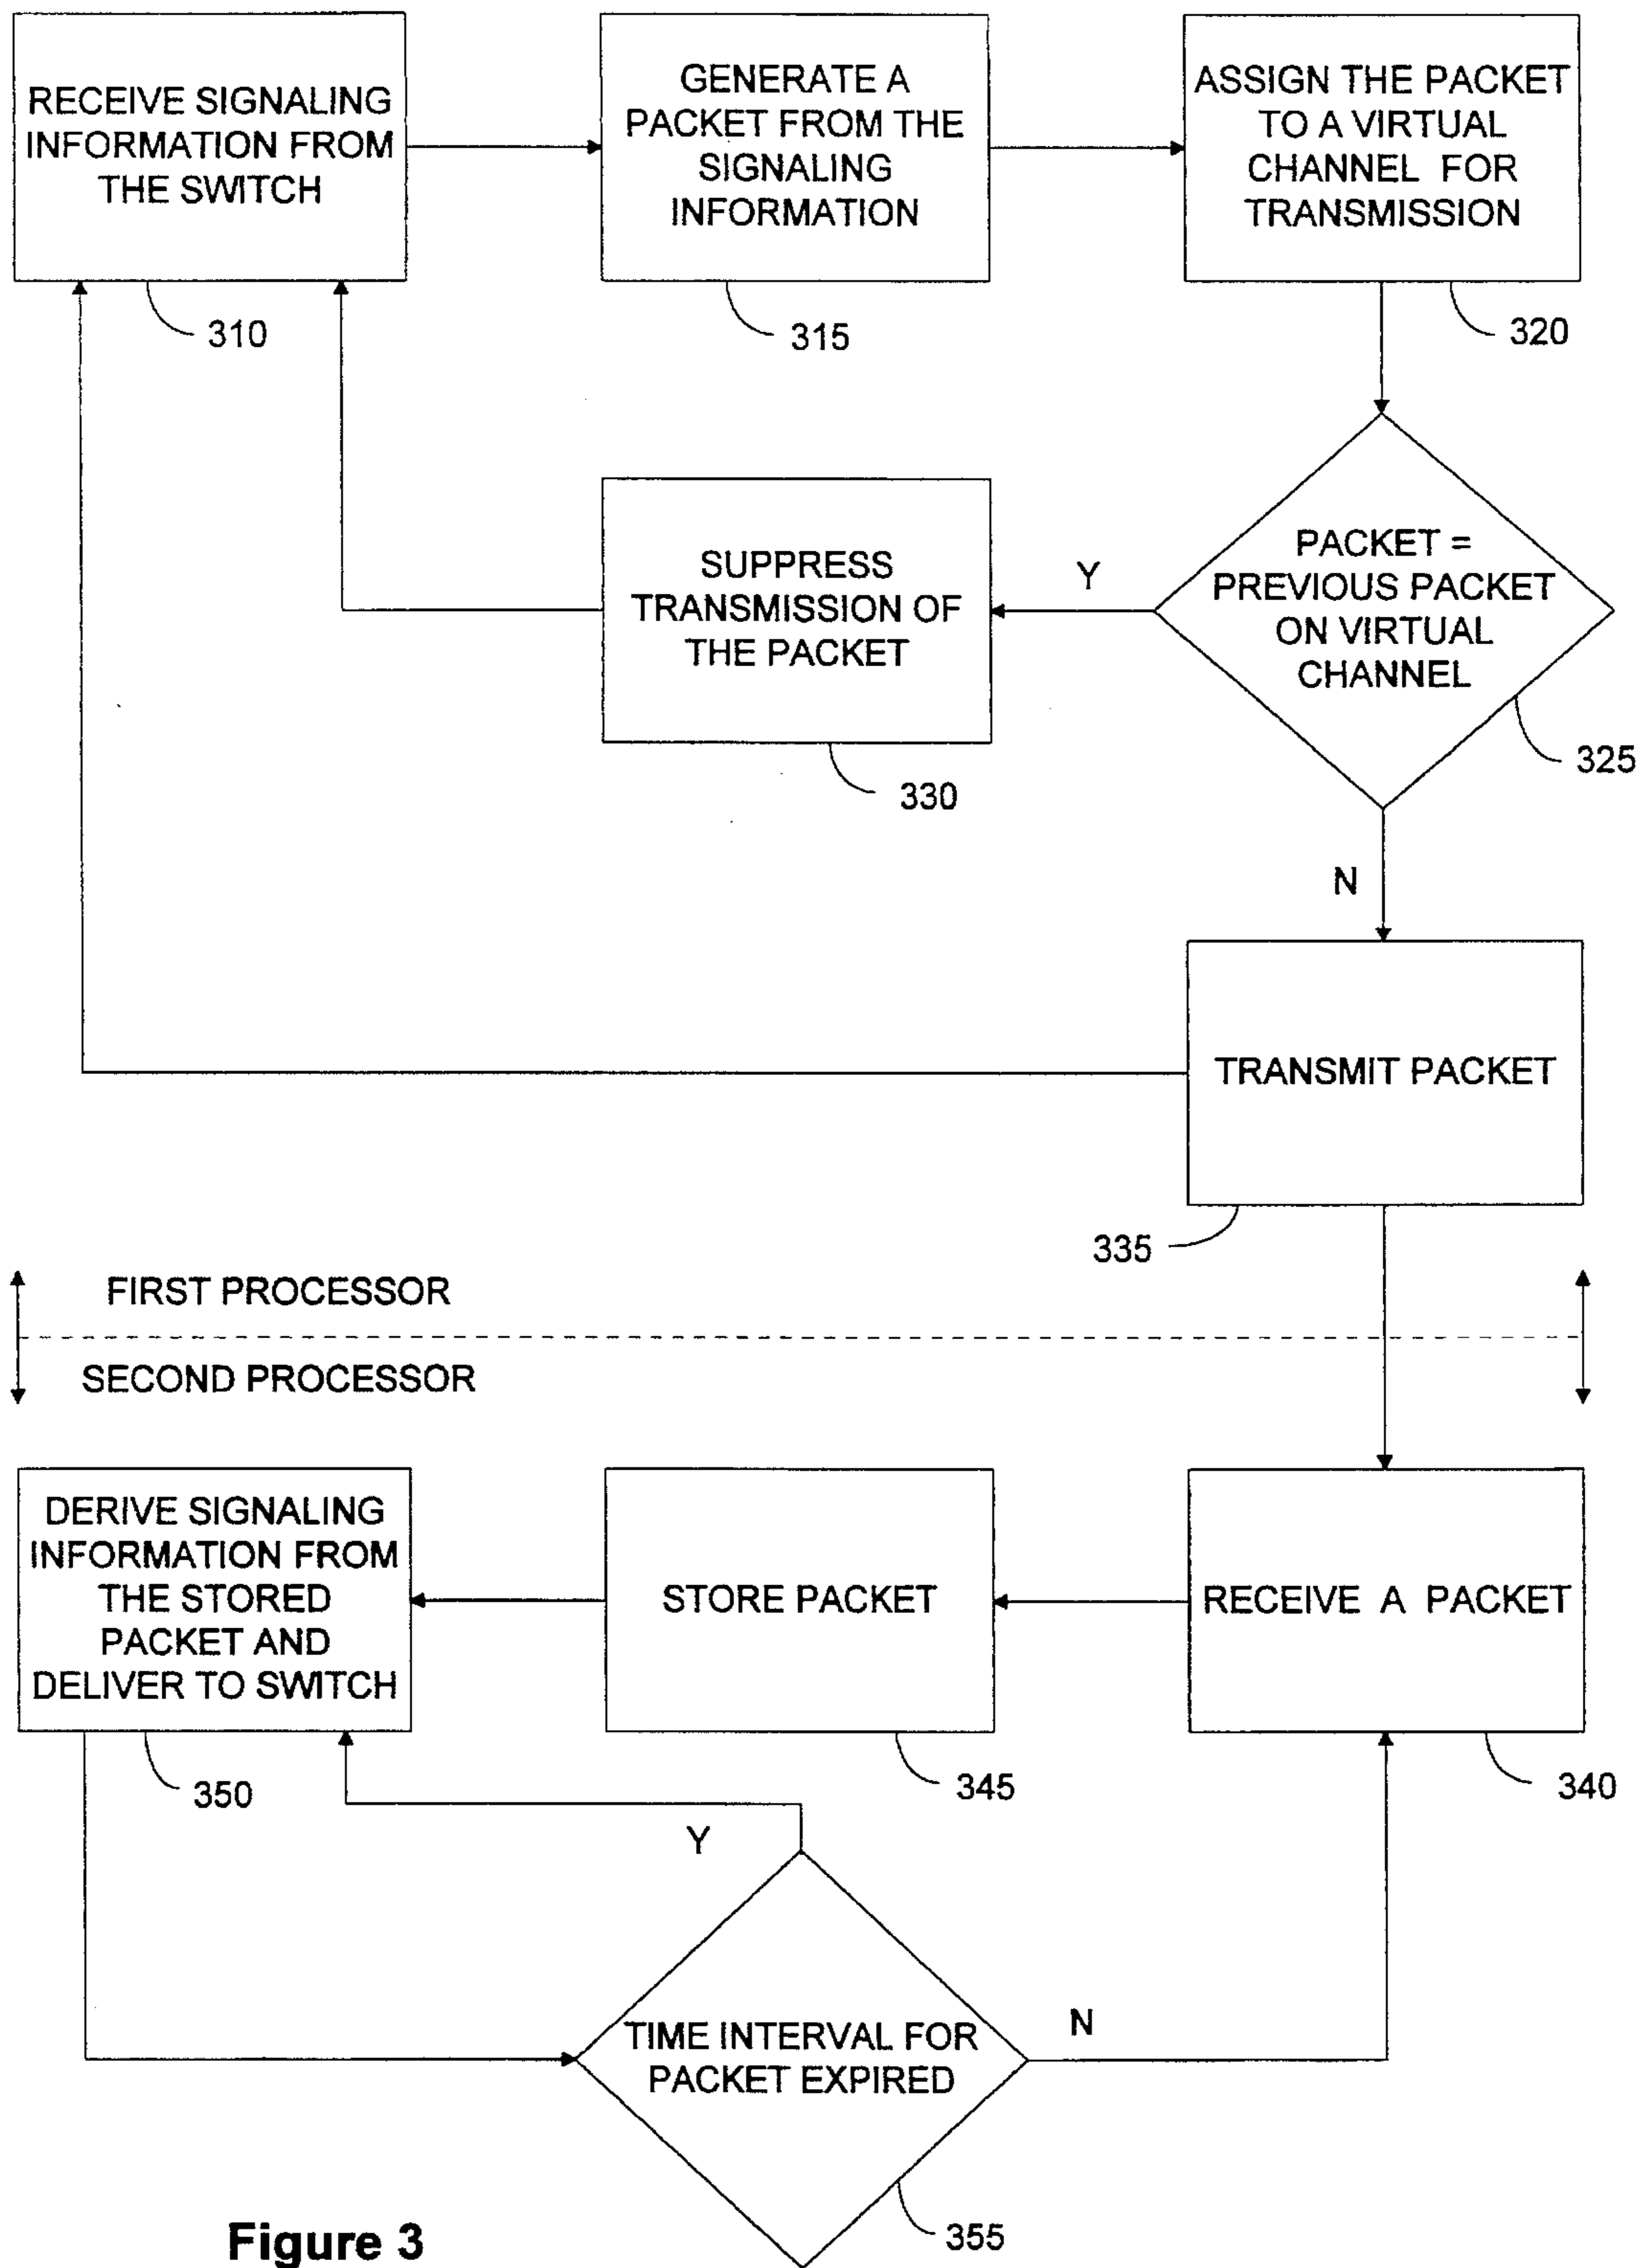 RECEIVE SIGNALING
INFORMATION FROM
THE SWITCH
310
GENERATE A
PACKET FROM THE
SIGNALING
INFORMATION
315
ASSIGN THE PACKET
TO A VIRTUAL
CHANNEL FOR
TRANSMISSION
320
PACKET =
PREVIOUS PACKET
ON VIRTUAL
CHANNEL
325
Y
SUPPRESS
TRANSMISSION OF
THE PACKET
330
N
TRANSMIT PACKET
335
FIRST PROCESSOR
SECOND PROCESSOR
DERIVE SIGNALING
INFORMATION FROM
THE STORED
PACKET AND
DELIVER TO SWITCH
350
STORE PACKET
345
RECEIVE A PACKET
340
Y
TIME INTERVAL FOR
PACKET EXPIRED
N
355
Figure 3